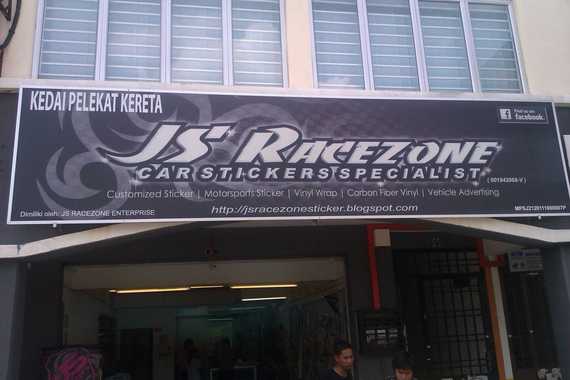 KEDAI PELEKAT KERETA
Find us on
facebook.
JS RACEZONE
CAR STICKERS SPECIALIST
(001942068-V)
Customized Sticker | Motorsports Sticker | Vinyl Wrap | Carbon Fiber Vinyl | Vehicle Advertising
Dimiliki oleh: JS RACEZONE ENTERPRISE
http://jsracezonesticker.blogspot.com